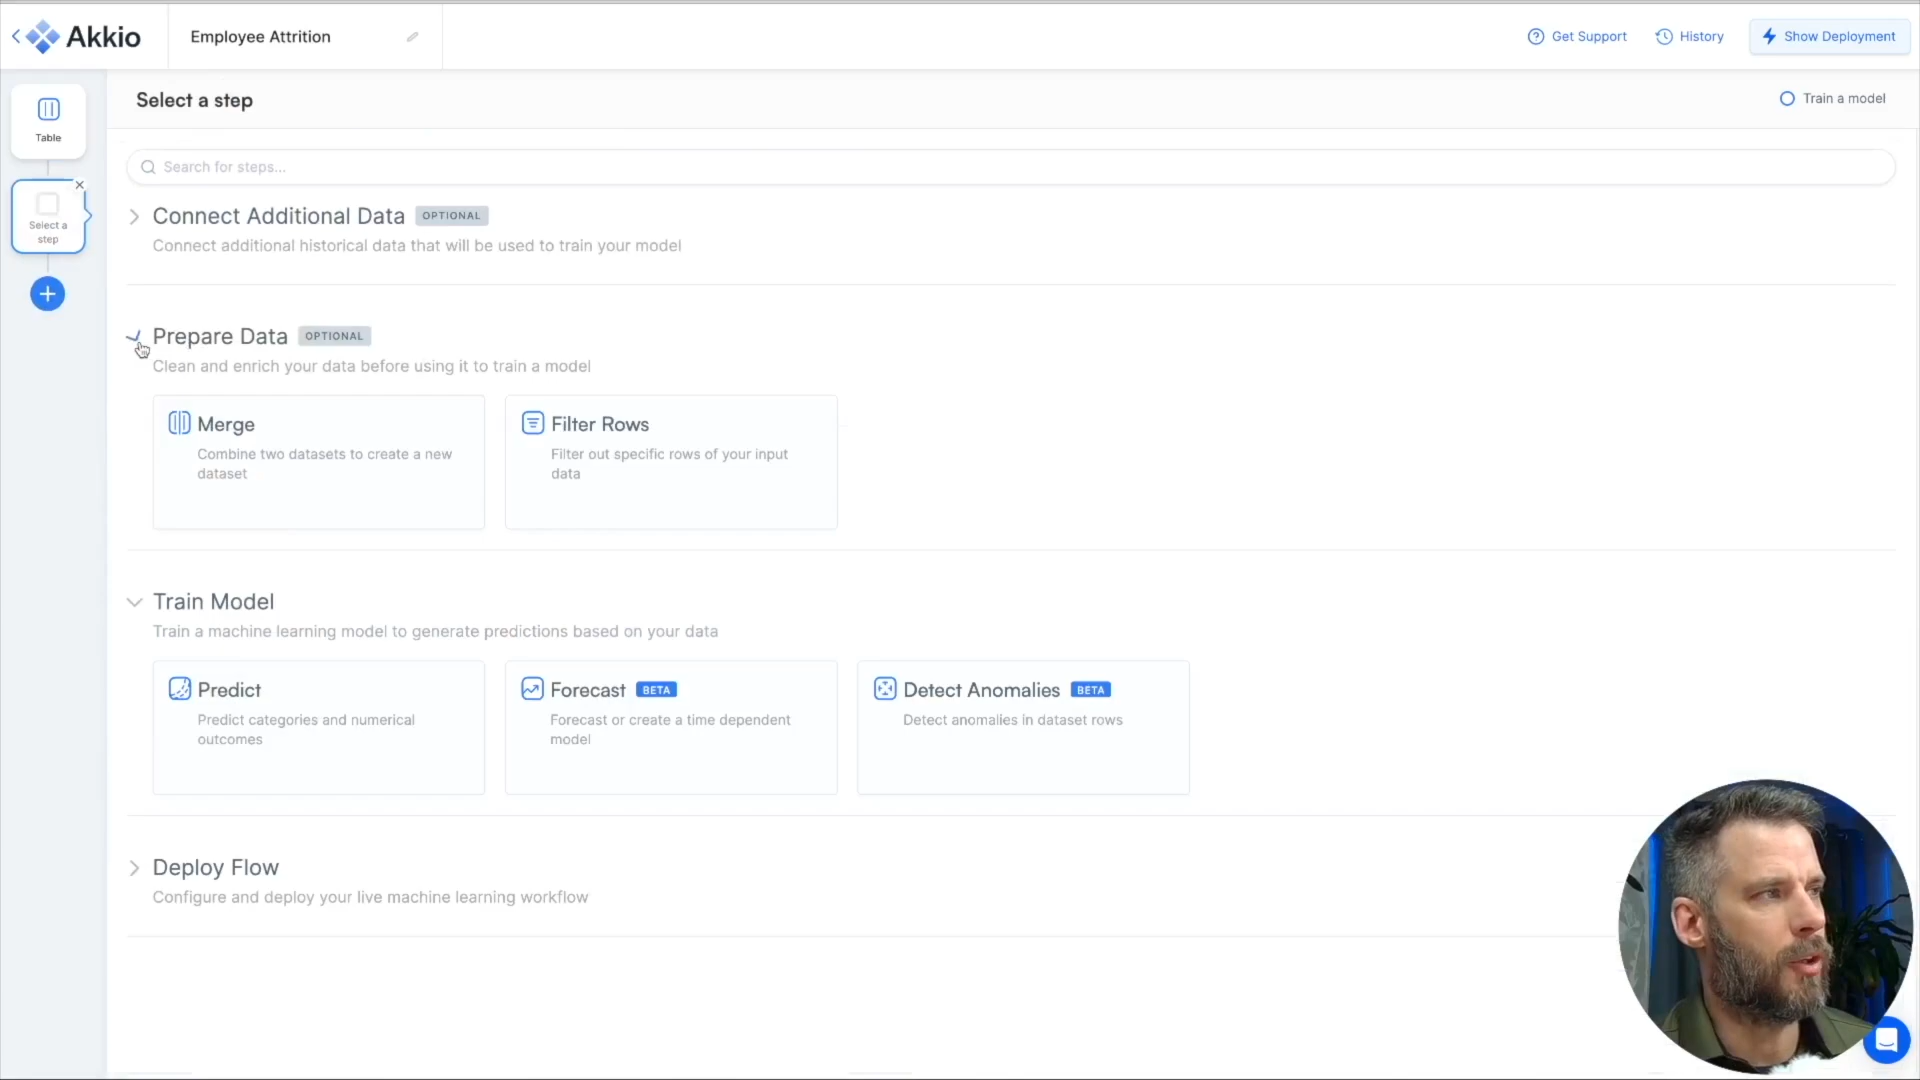 Akkio
Employee Attrition
Get Support
History
Show Deployment
Table
Select a
step
Select a step
Train a model
Search for steps...
Connect Additional Data OPTIONAL
Connect additional historical data that will be used to train your model
Prepare Data OPTIONAL
Clean and enrich your data before using it to train a model
Merge
Combine two datasets to create a new
dataset
Filter Rows
Filter out specific rows of your input
data
Train Model
Train a machine learning model to generate predictions based on your data
Predict
Predict categories and numerical
outcomes
Forecast BETA
Forecast or create a time dependent
model
Detect Anomalies BETA
Detect anomalies in dataset rows
Deploy Flow
Configure and deploy your live machine learning workflow